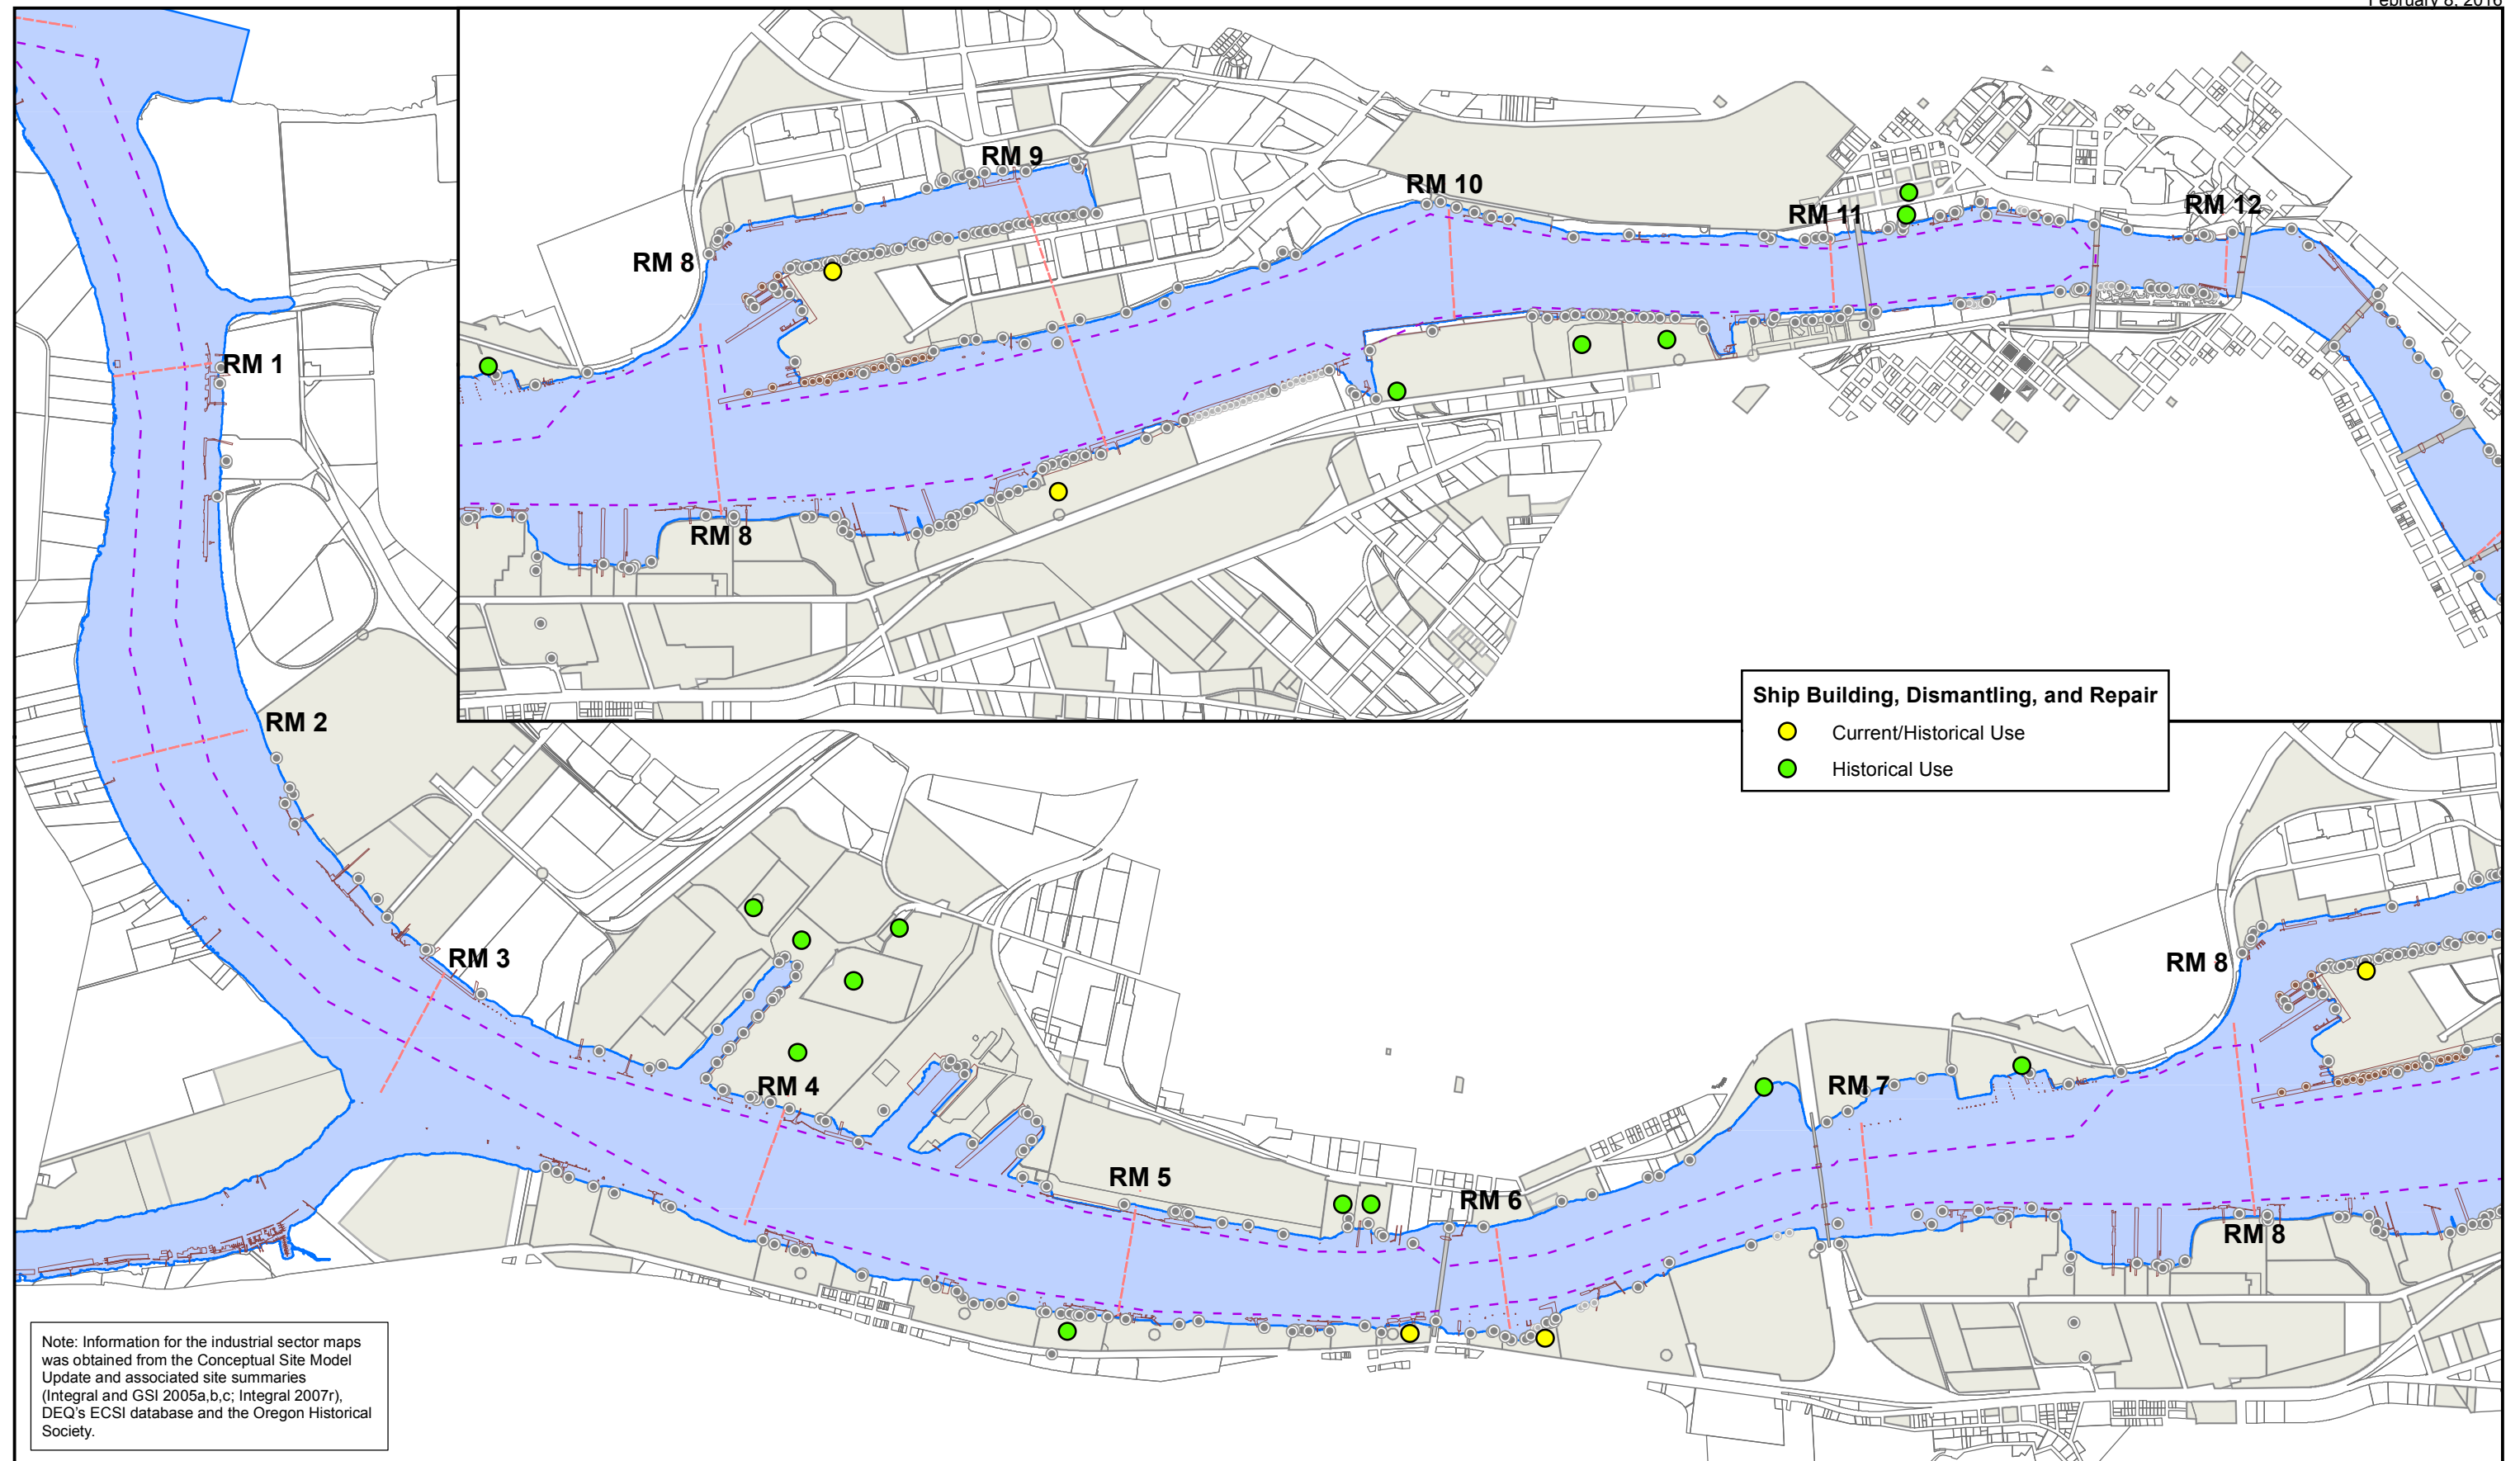 February 8, 2016
RM 9
RM 10
RM 11
RM 12
RM 8
RM 1
RM 8
RM 2
Ship Building, Dismantling, and Repair
Current/Historical Use
Historical Use
RM 3
RM 8
RM 4
RM 7
RM 5
RM 6
RM 8
Note: Information for the industrial sector maps
was obtained from the Conceptual Site Model
Update and associated site summaries
(Integral and GSI 2005a,b,c; Integral 2007r),
DEQ's ECSI database and the Oregon Historical
Society.